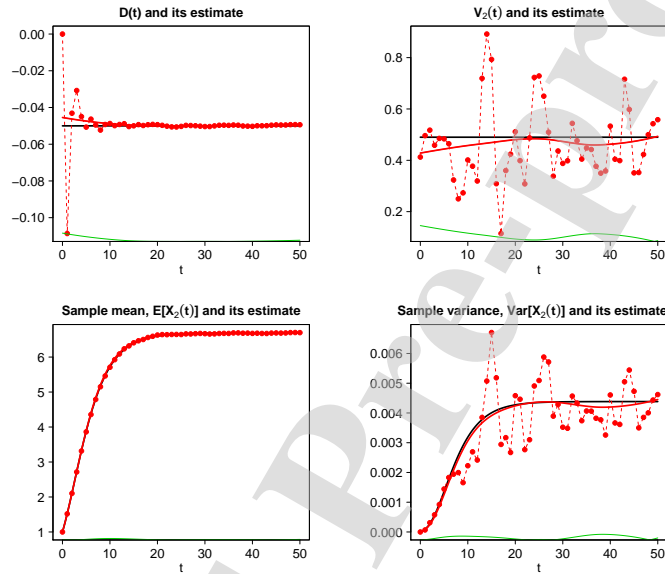 D(t) and its estimate
V₂(t) and its estimate
0.00
−0.02
−0.04
−0.06
−0.08
−0.10
0.8
0.6
0.4
0.2
0 10 20 30 40 50
0 10 20 30 40 50
t
t
Sample mean, E[X₂(t)] and its estimate
Sample variance, Var[X₂(t)] and its estimate
6
5
4
3
2
1
0.006
0.005
0.004
0.003
0.002
0.001
0.000
0 10 20 30 40 50
0 10 20 30 40 50
t
t
Pre-pro